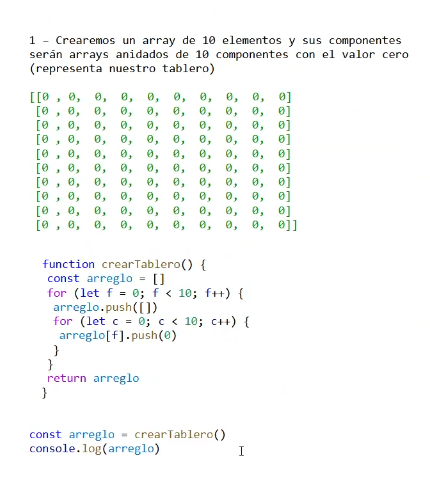 1 – Crearemos un array de 10 elementos y sus componentes
serán arrays anidados de 10 componentes con el valor cero
(representa nuestro tablero)
[[0 , 0, 0, 0, 0, 0, 0, 0, 0, 0]
[0 , 0, 0, 0, 0, 0, 0, 0, 0, 0]
[0 , 0, 0, 0, 0, 0, 0, 0, 0, 0]
[0 , 0, 0, 0, 0, 0, 0, 0, 0, 0]
[0 , 0, 0, 0, 0, 0, 0, 0, 0, 0]
[0 , 0, 0, 0, 0, 0, 0, 0, 0, 0]
[0 , 0, 0, 0, 0, 0, 0, 0, 0, 0]
[0 , 0, 0, 0, 0, 0, 0, 0, 0, 0]
[0 , 0, 0, 0, 0, 0, 0, 0, 0, 0]
[0 , 0, 0, 0, 0, 0, 0, 0, 0, 0]]
function crearTablero() {
const arreglo = []
for (let f = 0; f < 10; f++) {
arreglo.push([])
for (let c = 0; c < 10; c++) {
arreglo[f].push(0)
}
}
return arreglo
}
const arreglo = crearTablero()
console.log(arreglo)